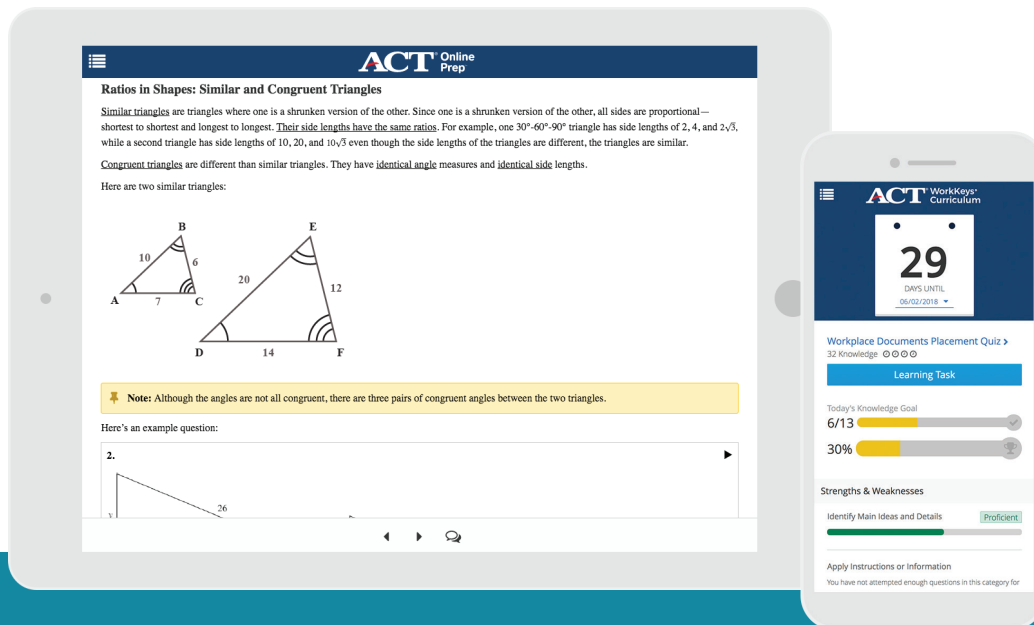 ACT® Online Prep™
Ratios in Shapes: Similar and Congruent Triangles
Similar triangles are triangles where one is a shrunken version of the other. Since one is a shrunken version of the other, all sides are proportional—
shortest to shortest and longest to longest. Their side lengths have the same ratios. For example, one 30°-60°-90° triangle has side lengths of 2, 4, and 2√3,
while a second triangle has side lengths of 10, 20, and 10√3 even though the side lengths of the triangles are different, the triangles are similar.
Congruent triangles are different than similar triangles. They have identical angle measures and identical side lengths.
Here are two similar triangles:
B
E
10
6
20
12
A
7
C
D
14
F
Note: Although the angles are not all congruent, there are three pairs of congruent angles between the two triangles.
Here's an example question:
2.
26
y
ACT® WorkKeys® Curriculum
29
DAYS UNTIL
06/02/2018
Workplace Documents Placement Quiz >
32 Knowledge
Learning Task
Today's Knowledge Goal
6/13
30%
Strengths & Weaknesses
Identify Main Ideas and Details
Proficient
Apply Instructions or Information
You have not attempted enough questions in this category for